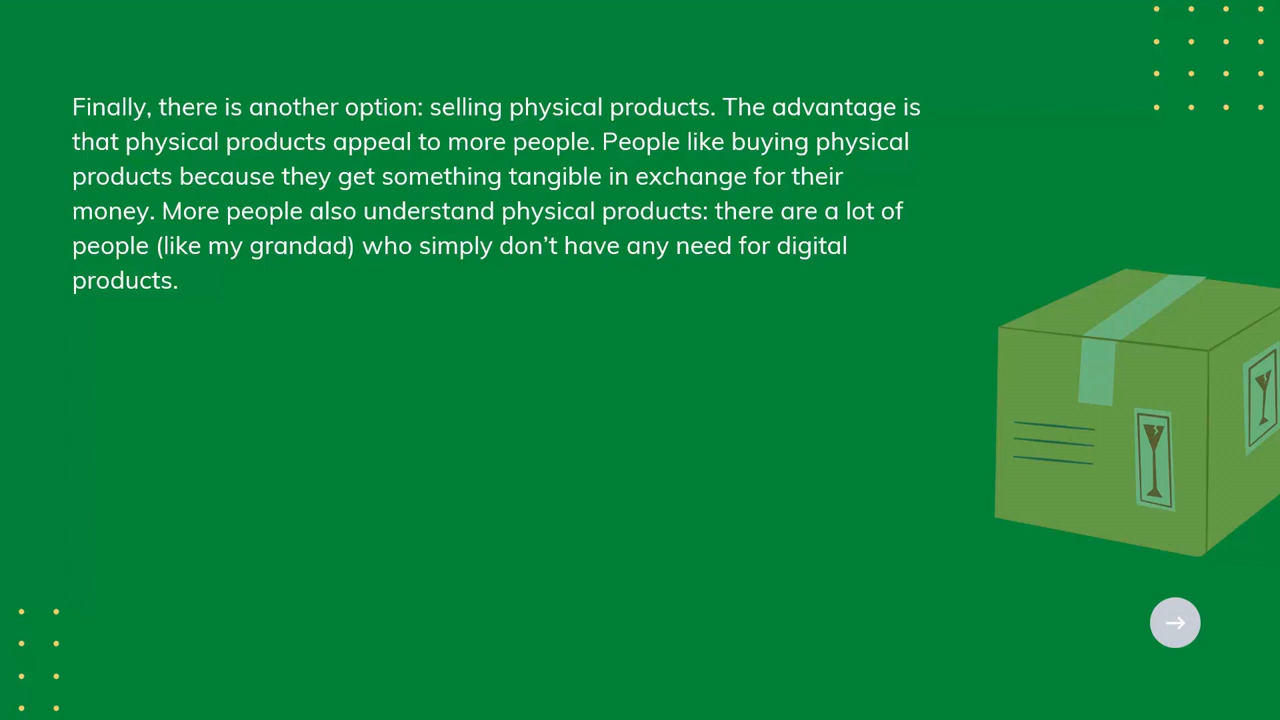 Finally, there is another option: selling physical products. The advantage is
that physical products appeal to more people. People like buying physical
products because they get something tangible in exchange for their
money. More people also understand physical products: there are a lot of
people (like my grandad) who simply don’t have any need for digital
products.